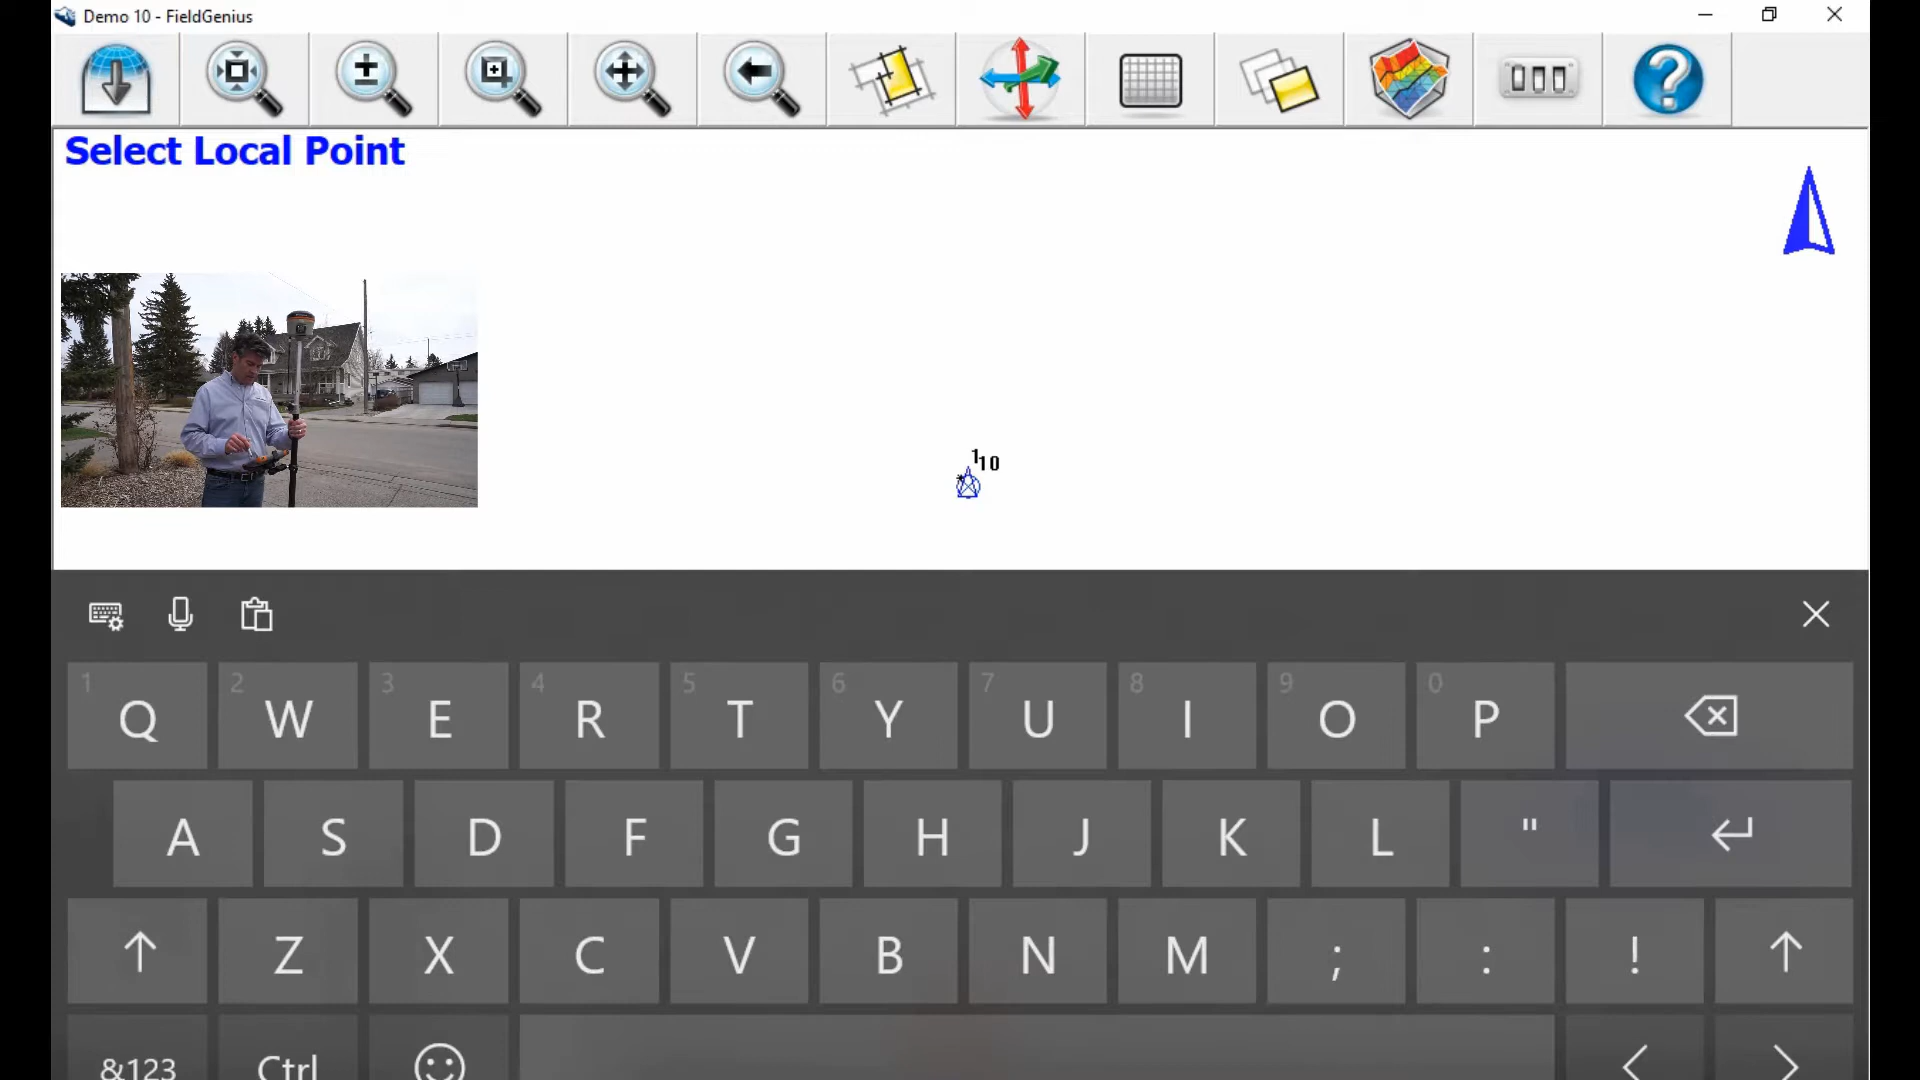 Demo 10 - FieldGenius
Select Local Point
1
10
1 Q 2 W 3 E 4 R 5 T 6 Y 7 U 8 I 9 O 0 P
A S D F G H J K L "
Z X C V B N M ; : !
&123 Ctrl